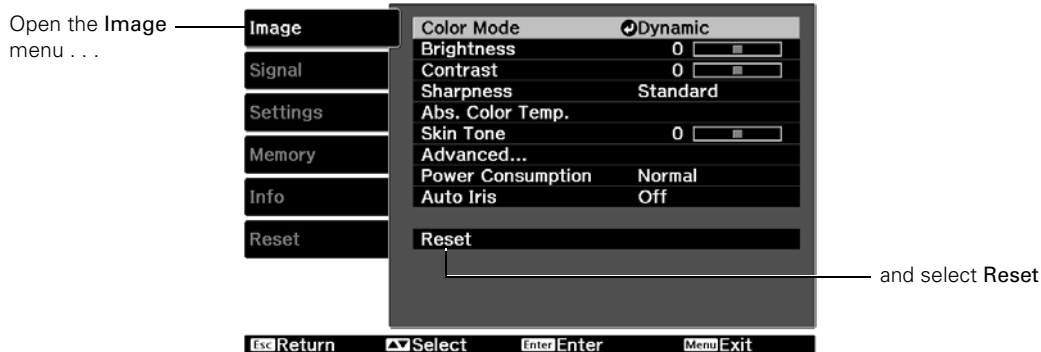 Open the Image
menu . . .
Image
Signal
Settings
Memory
Info
Reset
Color Mode Dynamic
Brightness 0
Contrast 0
Sharpness Standard
Abs. Color Temp.
Skin Tone 0
Advanced...
Power Consumption Normal
Auto Iris Off
Reset
and select Reset
Esc Return Select Enter Enter Menu Exit